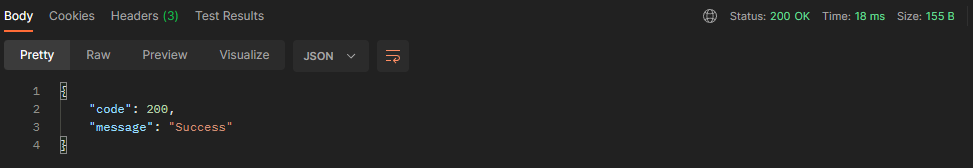 Body Cookies Headers (3) Test Results Status: 200 OK Time: 18 ms Size: 155 B
Pretty Raw Preview Visualize JSON
1 {
2 "code": 200,
3 "message": "Success"
4 }